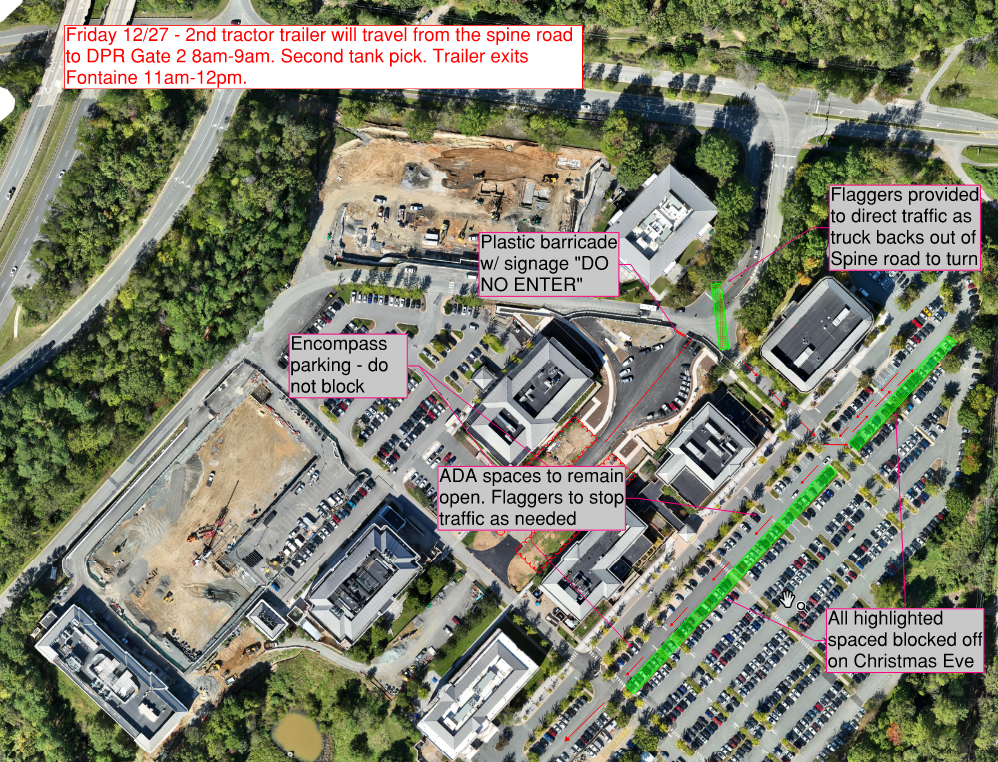 Friday 12/27 - 2nd tractor trailer will travel from the spine road
to DPR Gate 2 8am-9am. Second tank pick. Trailer exits
Fontaine 11am-12pm.
Flaggers provided
to direct traffic as
truck backs out of
Spine road to turn
Plastic barricade
w/ signage "DO
NO ENTER"
Encompass
parking - do
not block
ADA spaces to remain
open. Flaggers to stop
traffic as needed
All highlighted
spaced blocked off
on Christmas Eve